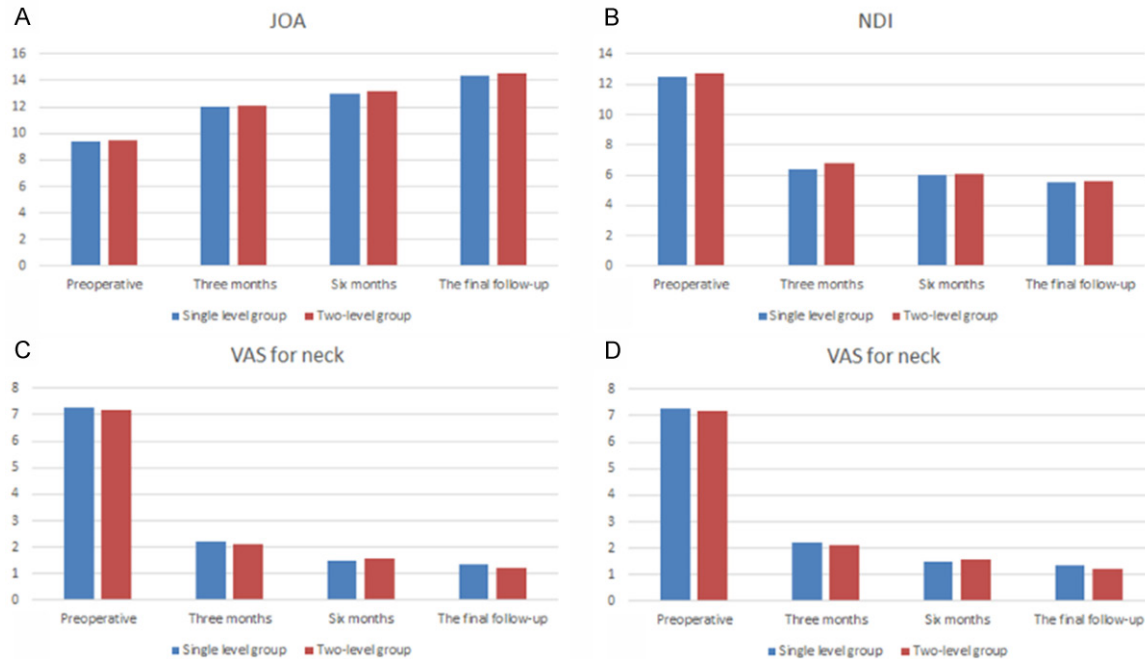 A
JOA
16
14
12
10
8
6
4
2
0
Preoperative Three months Six months The final follow-up
Single level group Two-level group
B
NDI
14
12
10
8
6
4
2
0
Preoperative Three months Six months The final follow-up
Single level group Two-level group
C
VAS for neck
8
7
6
5
4
3
2
1
0
Preoperative Three months Six months The final follow-up
Single level group Two-level group
D
VAS for neck
8
7
6
5
4
3
2
1
0
Preoperative Three months Six months The final follow-up
Single level group Two-level group